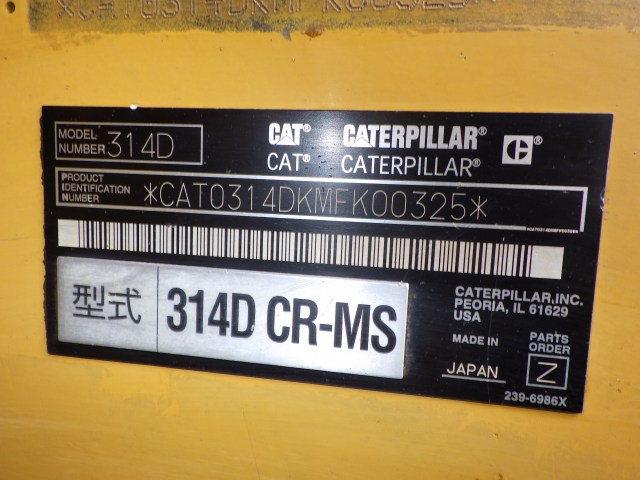 MODEL NUMBER 314D
CAT® CATERPILLAR®
CAT® CATERPILLAR®
PRODUCT IDENTIFICATION NUMBER *CAT0314DKMFK00325*
型式 314D CR-MS
CATERPILLAR, INC.
PEORIA, IL 61629
USA
MADE IN JAPAN
PARTS ORDER Z
239-6986X